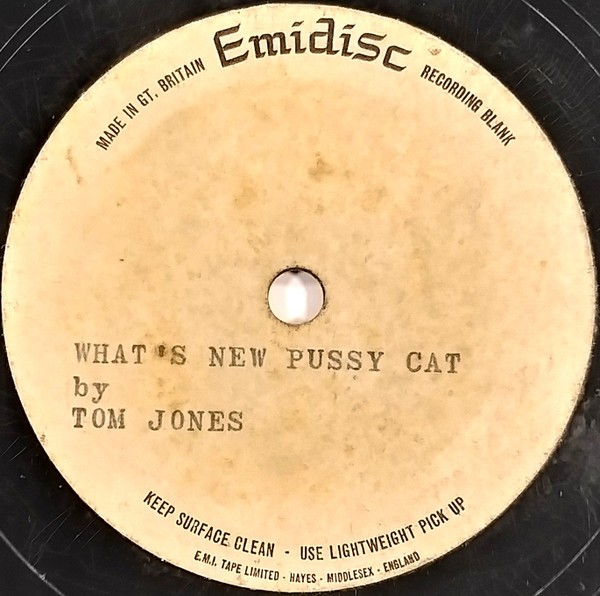 Emidisc
MADE IN GT. BRITAIN
RECORDING BLANK
WHAT'S NEW PUSSY CAT
by
TOM JONES
KEEP SURFACE CLEAN - USE LIGHTWEIGHT PICK UP
E.M.I. TAPE LIMITED · HAYES · MIDDLESEX · ENGLAND